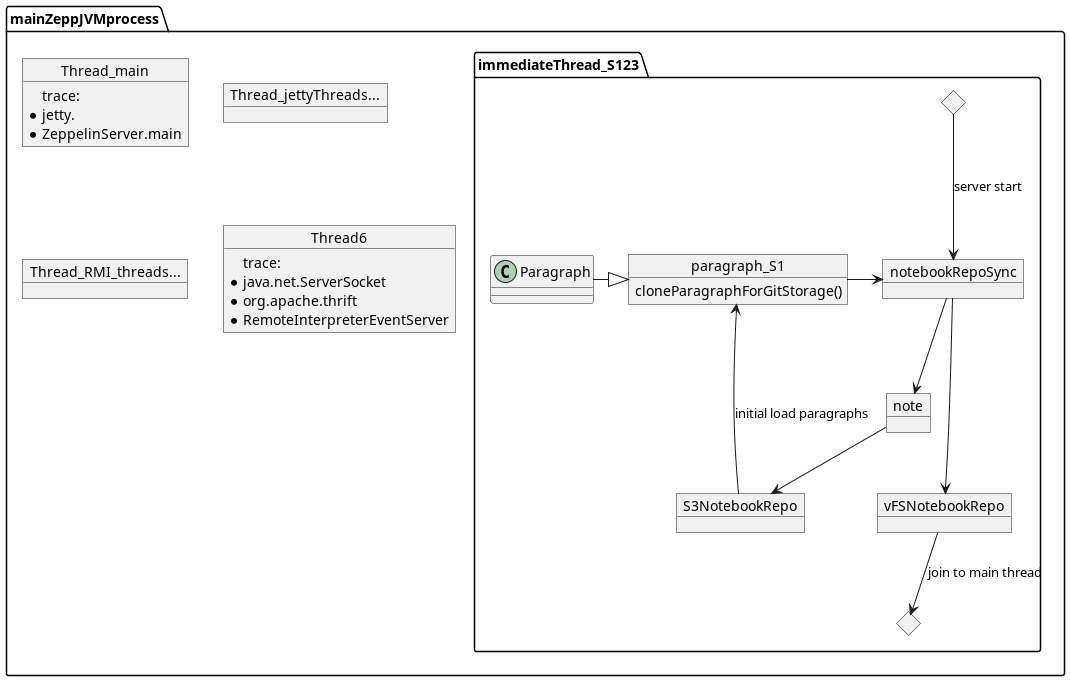 mainZeppJVMprocess
immediateThread_S123
Thread_main
trace:
jetty.
ZeppelinServer.main
Thread_jettyThreads...
server start
Thread_RMI_threads...
Thread6
trace:
java.net.ServerSocket
org.apache.thrift
RemoteInterpreterEventServer
C Paragraph
paragraph_S1
cloneParagraphForGitStorage()
notebookRepoSync
initial load paragraphs
note
S3NotebookRepo
vFSNotebookRepo
join to main thread